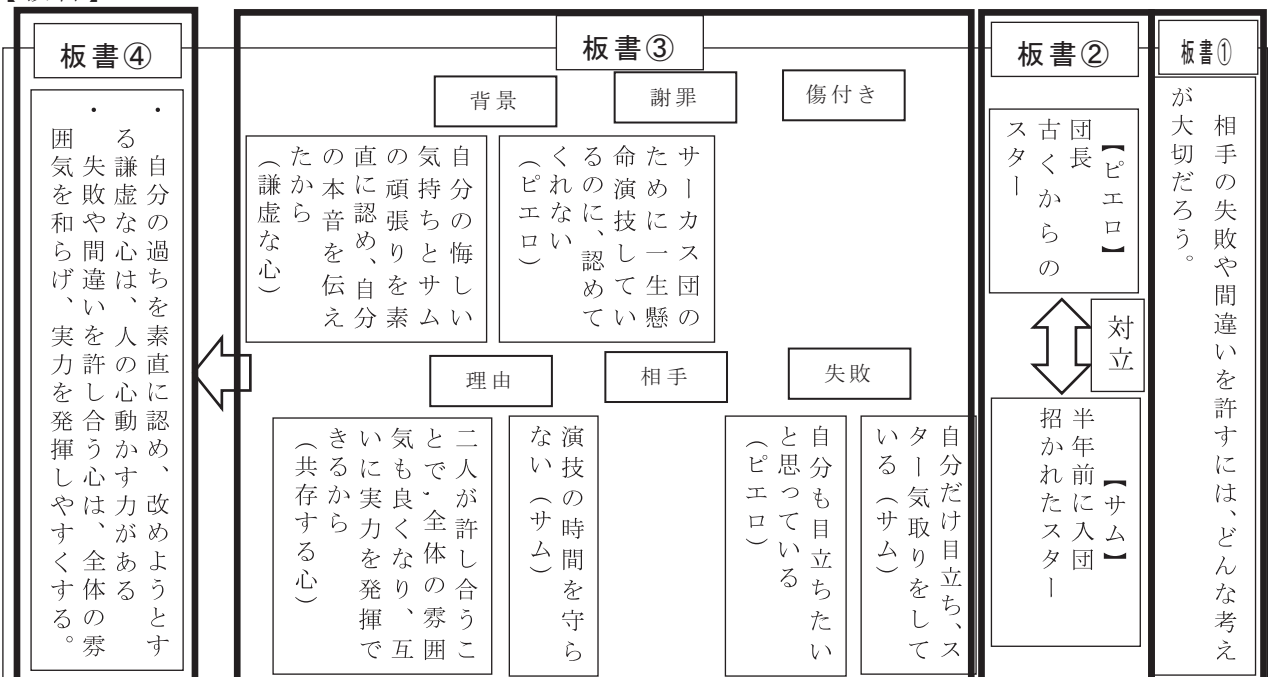 板書①
相手の失敗や間違いを許すには、どんな考え
が大切だろう。
板書②
【ピエロ】
団長
古くからの
スター
対立
【サム】
半年前に入団
招かれたスター
板書③
傷付き
謝罪
背景
サーカス団の
ために一生懸
命演技してい
るのに、認めて
くれない
(ピエロ)
自分の悔しい
気持ちとサム
の頑張りを素
直に認め、自分
の本音を伝え
たから
(謙虚な心)
失敗
相手
理由
自分だけ目立ち、ス
ター気取りをして
いる(サム)
自分も目立ちたい
と思っている
(ピエロ)
演技の時間を守ら
ない(サム)
二人が許し合うこ
とで、全体の雰囲
気も良くなり、互
いに実力を発揮で
きるから
(共存する心)
板書④
・ 自分の過ちを素直に認め、改めようとす
る謙虚な心は、人の心動かす力がある
・ 失敗や間違いを許し合う心は、全体の雰
囲気を和らげ、実力を発揮しやすくする。